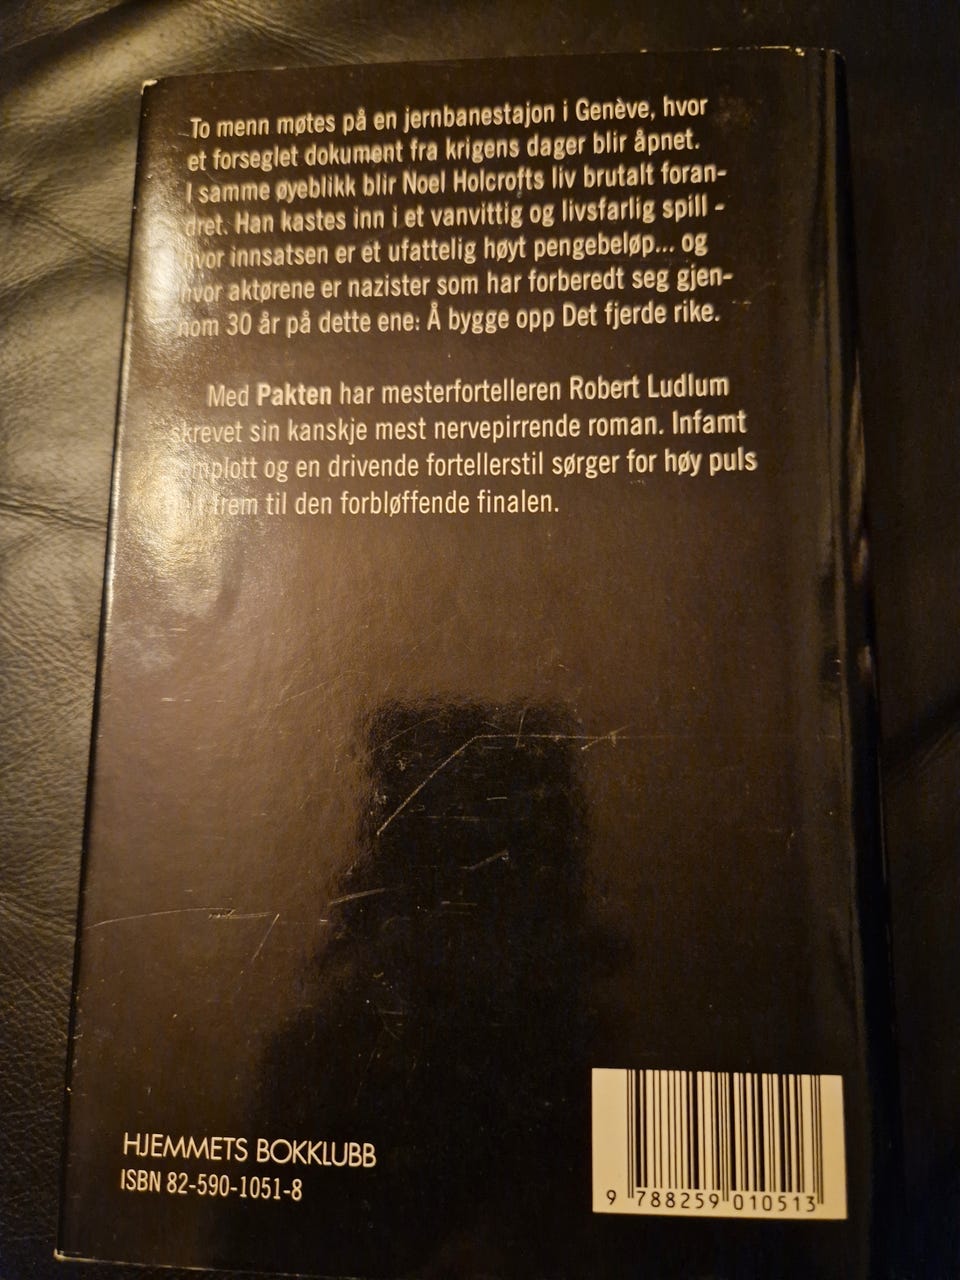 To menn møtes på en jernbanestajon i Genève, hvor
et forseglet dokument fra krigens dager blir åpnet.
I samme øyeblikk blir Noel Holcrofts liv brutalt foran-
dret. Han kastes inn i et vanvittig og livsfarlig spill -
hvor innsatsen er et ufattelig høyt pengebeløp... og
hvor aktørene er nazister som har forberedt seg gjen-
nom 30 år på dette ene: Å bygge opp Det fjerde rike.
Med Pakten har mesterfortelleren Robert Ludlum
skrevet sin kanskje mest nervepirrende roman. Infamt
komplott og en drivende fortellerstil sørger for høy puls
frem til den forbløffende finalen.
HJEMMETS BOKKLUBB
ISBN 82-590-1051-8
9 788259 010513